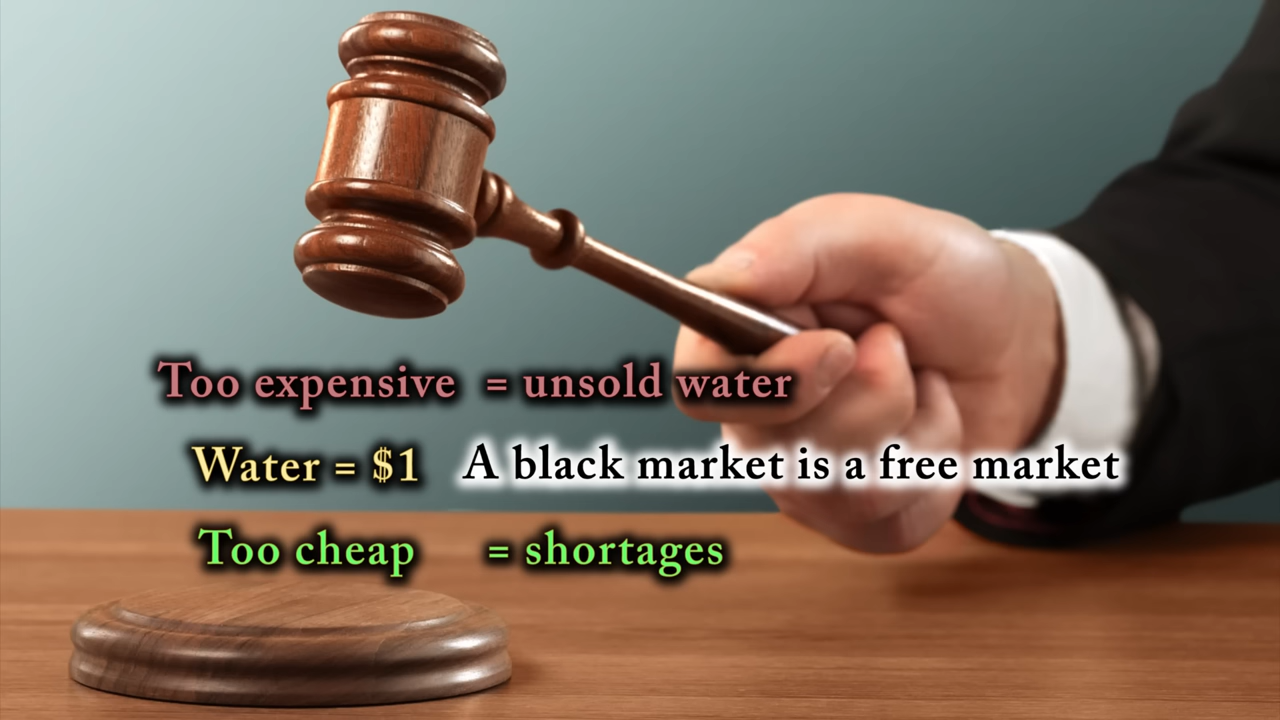 Too expensive = unsold water
Water = $1 A black market is a free market
Too cheap = shortages